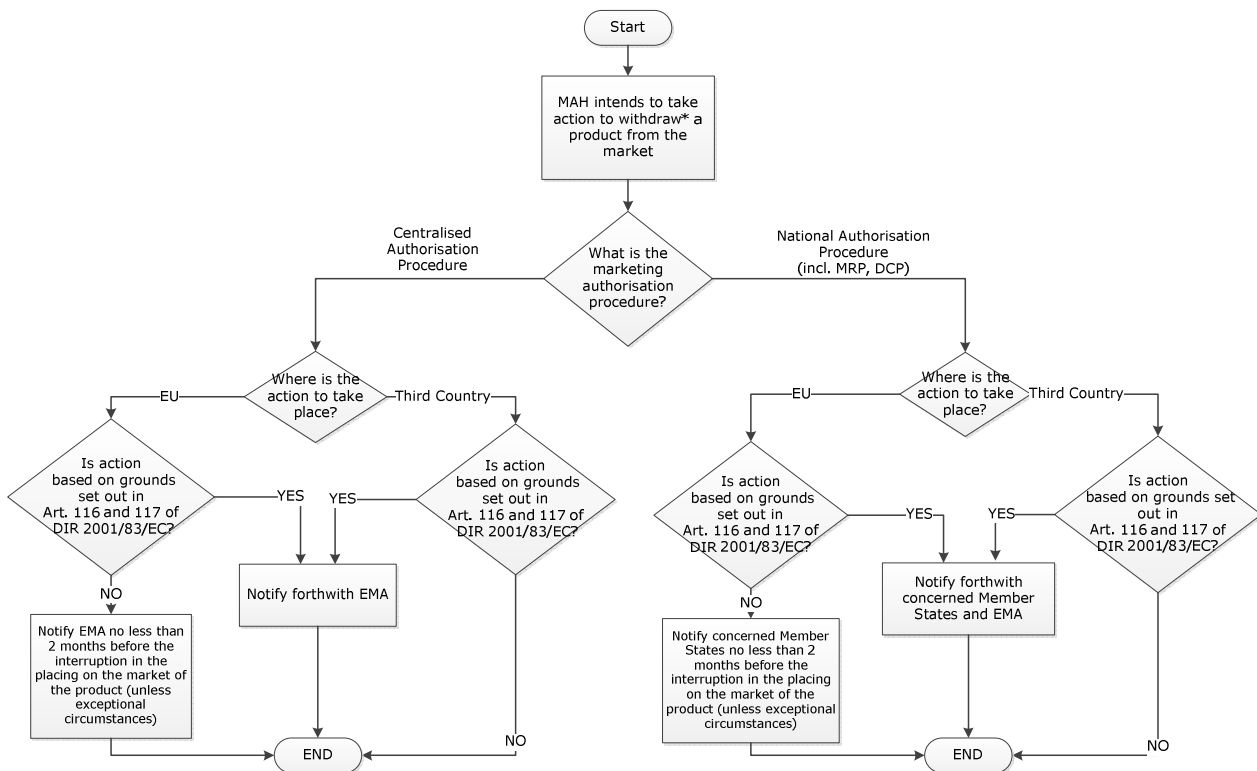 Start
MAH intends to take
action to withdraw* a
product from the
market
What is the
marketing
authorisation
procedure?
Centralised
Authorisation
Procedure
National Authorisation
Procedure
(incl. MRP, DCP)
Where is the
action to take
place?
EU
Third Country
Is action
based on grounds
set out in
Art. 116 and 117 of
DIR 2001/83/EC?
YES
NO
Is action
based on grounds
set out in
Art. 116 and 117 of
DIR 2001/83/EC?
YES
NO
Notify forthwith EMA
Notify EMA no less than
2 months before the
interruption in the
placing on the market of
the product (unless
exceptional
circumstances)
END
Where is the
action to take
place?
EU
Third Country
Is action
based on grounds
set out in
Art. 116 and 117 of
DIR 2001/83/EC?
YES
NO
Is action
based on grounds set
out in
Art. 116 and 117 of
DIR 2001/83/EC?
YES
NO
Notify forthwith
concerned Member
States and EMA
Notify concerned Member
States no less than 2
months before the
interruption in the placing
on the market of the
product (unless exceptional
circumstances)
END